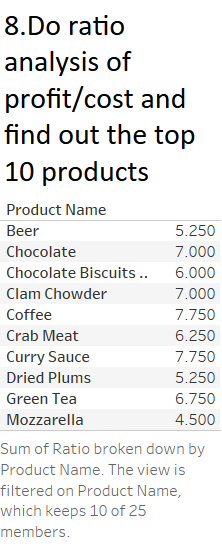 8.Do ratio
analysis of
profit/cost and
find out the top
10 products
Product Name
Beer 5.250
Chocolate 7.000
Chocolate Biscuits .. 6.000
Clam Chowder 7.000
Coffee 7.750
Crab Meat 6.250
Curry Sauce 7.750
Dried Plums 5.250
Green Tea 6.750
Mozzarella 4.500
Sum of Ratio broken down by
Product Name. The view is
filtered on Product Name,
which keeps 10 of 25
members.